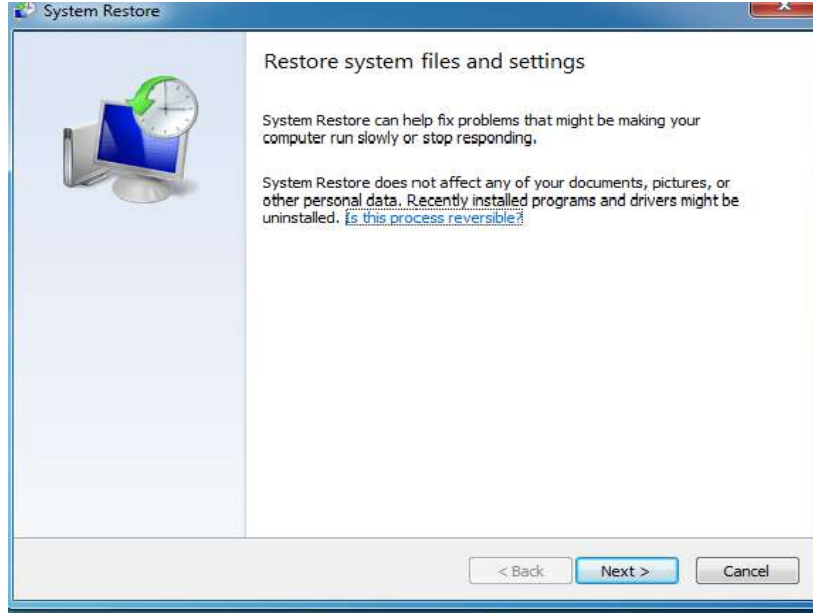 System Restore
Restore system files and settings
System Restore can help fix problems that might be making your
computer run slowly or stop responding.
System Restore does not affect any of your documents, pictures, or
other personal data. Recently installed programs and drivers might be
uninstalled. Is this process reversible?
< Back Next > Cancel